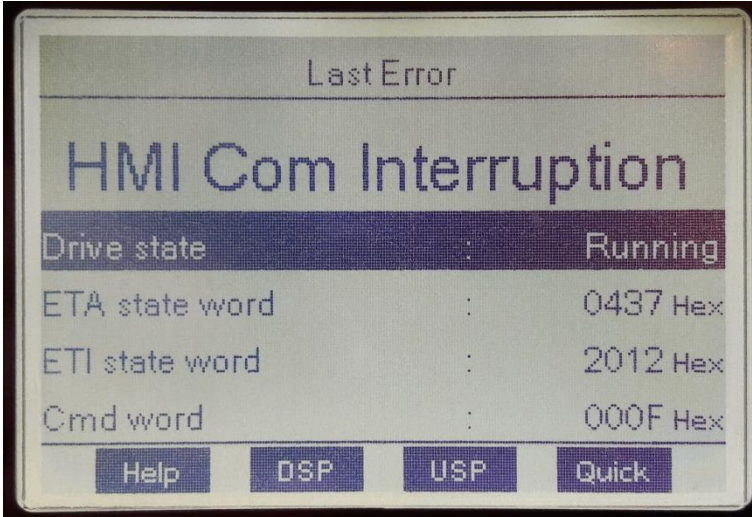 Last Error
HMI Com Interruption
Drive state : Running
ETA state word : 0437 Hex
ETI state word : 2012 Hex
Cmd word : 000F Hex
Help DSP USP Quick